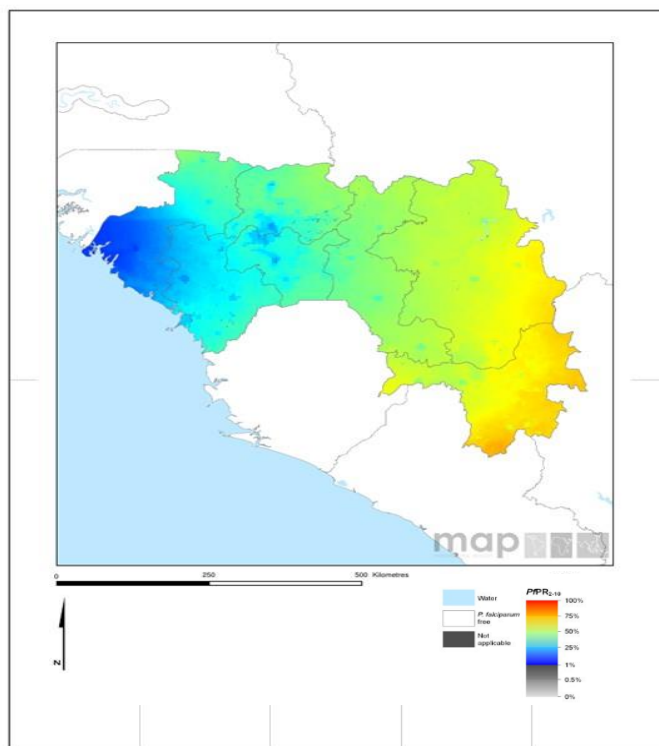 map
0 250 500 Kilometres
Water
P. falciparum
free
Not
applicable
PfPR2-10
100%
75%
50%
25%
1%
0.5%
0%
N